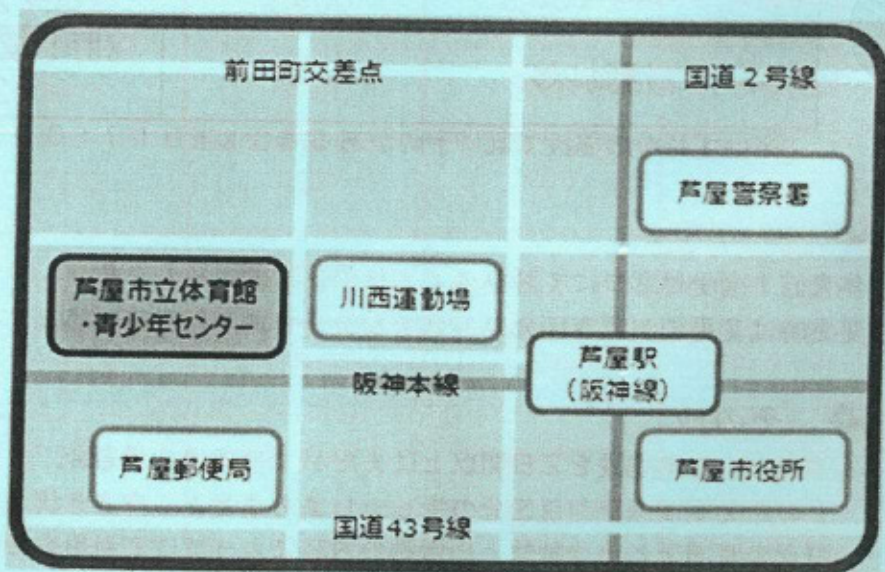 前田町交差点
国道2号線
芦屋警察署
芦屋市立体育館
・青少年センター
川西運動場
芦屋駅
(阪神線)
阪神本線
芦屋郵便局
芦屋市役所
国道43号線